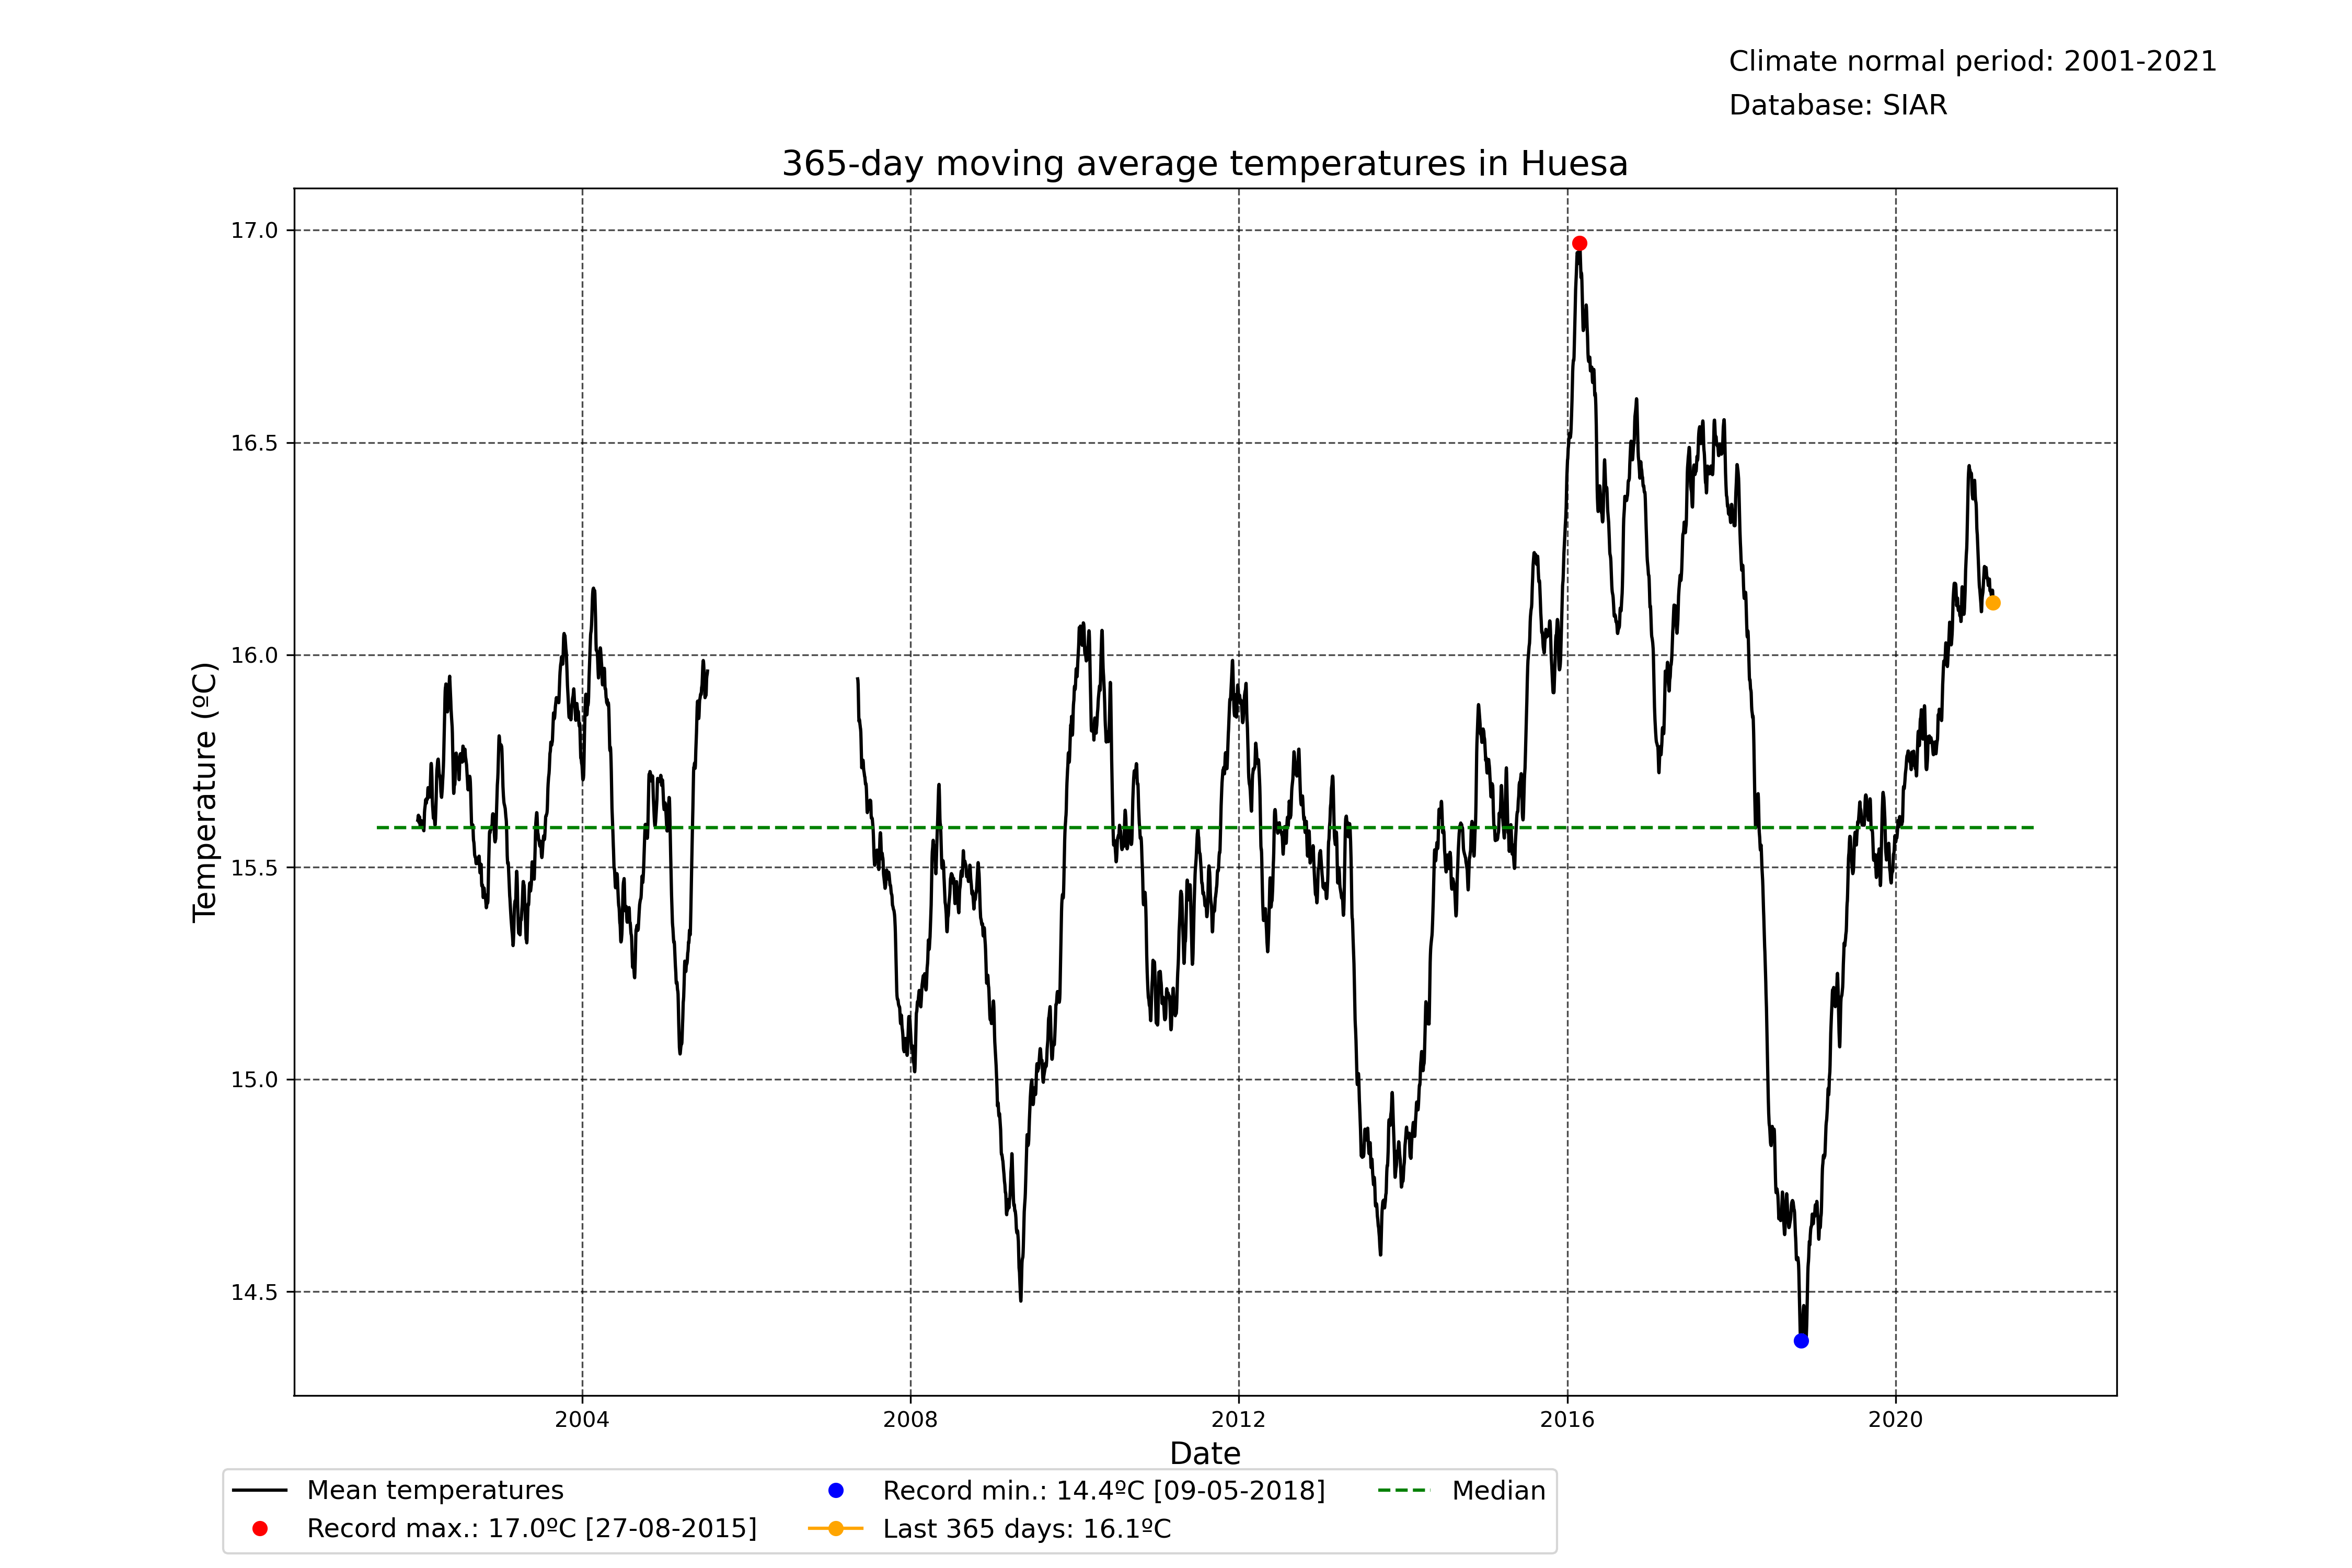 Climate normal period: 2001-2021
Database: SIAR
365-day moving average temperatures in Huesa
17.0
16.5
16.0
15.5
15.0
14.5
Temperature (ºC)
2004
2008
2012
2016
2020
Date
Mean temperatures
Record max.: 17.0ºC [27-08-2015]
Record min.: 14.4ºC [09-05-2018]
Last 365 days: 16.1ºC
Median